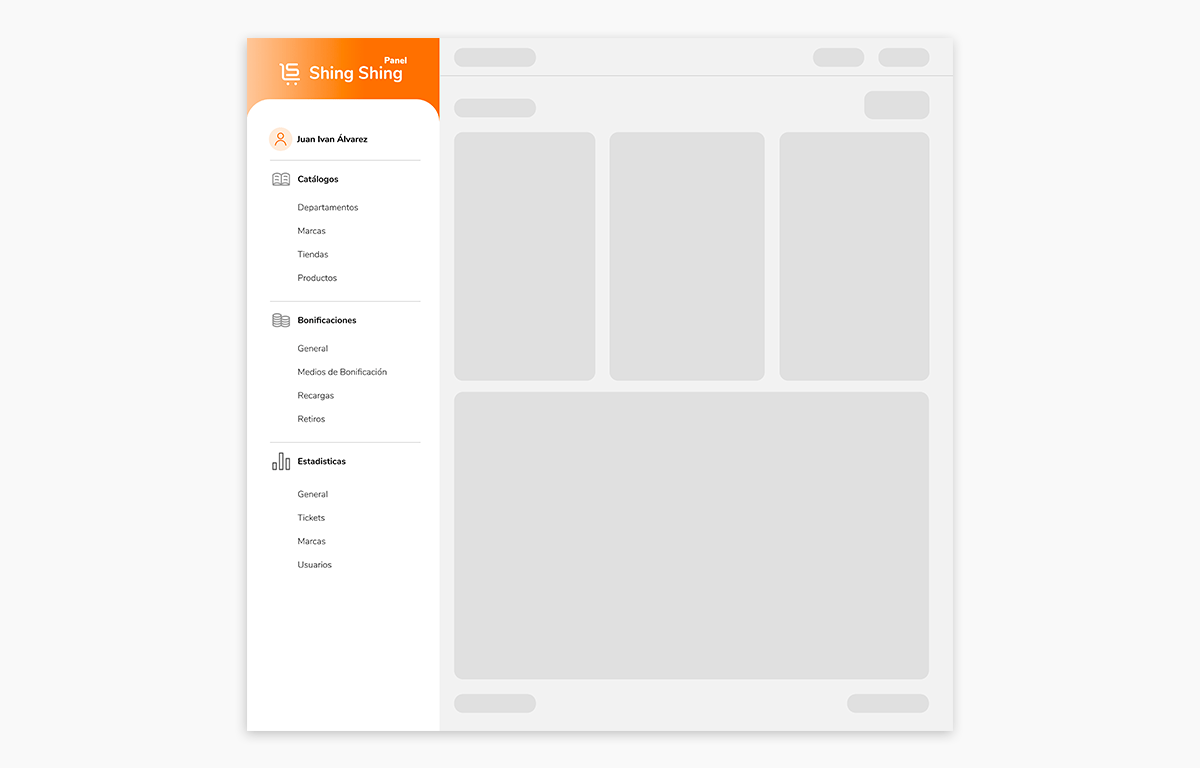 Panel
Shing Shing
Juan Ivan Álvarez
Catálogos
Departamentos
Marcas
Tiendas
Productos
Bonificaciones
General
Medios de Bonificación
Recargas
Retiros
Estadisticas
General
Tickets
Marcas
Usuarios